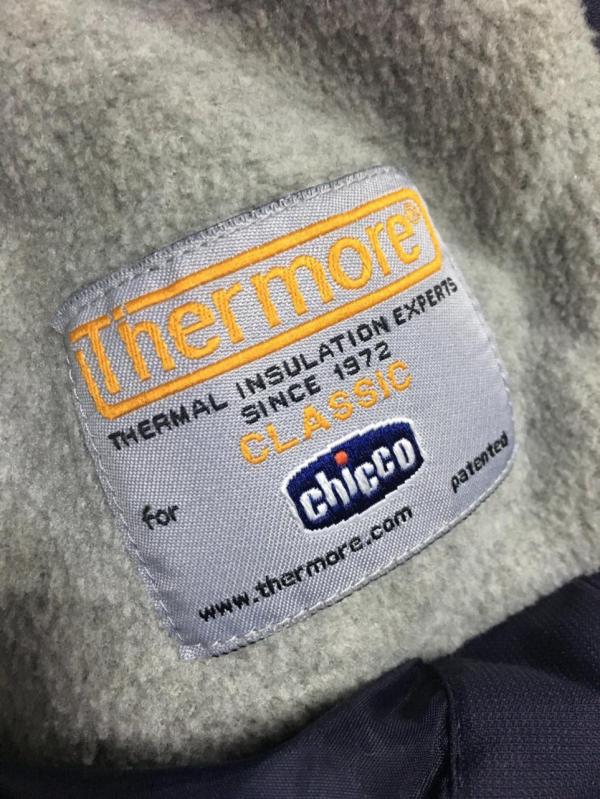 Thermore®
THERMAL INSULATION EXPERTS
SINCE 1972
CLASSIC
for chicco patented
www.thermore.com